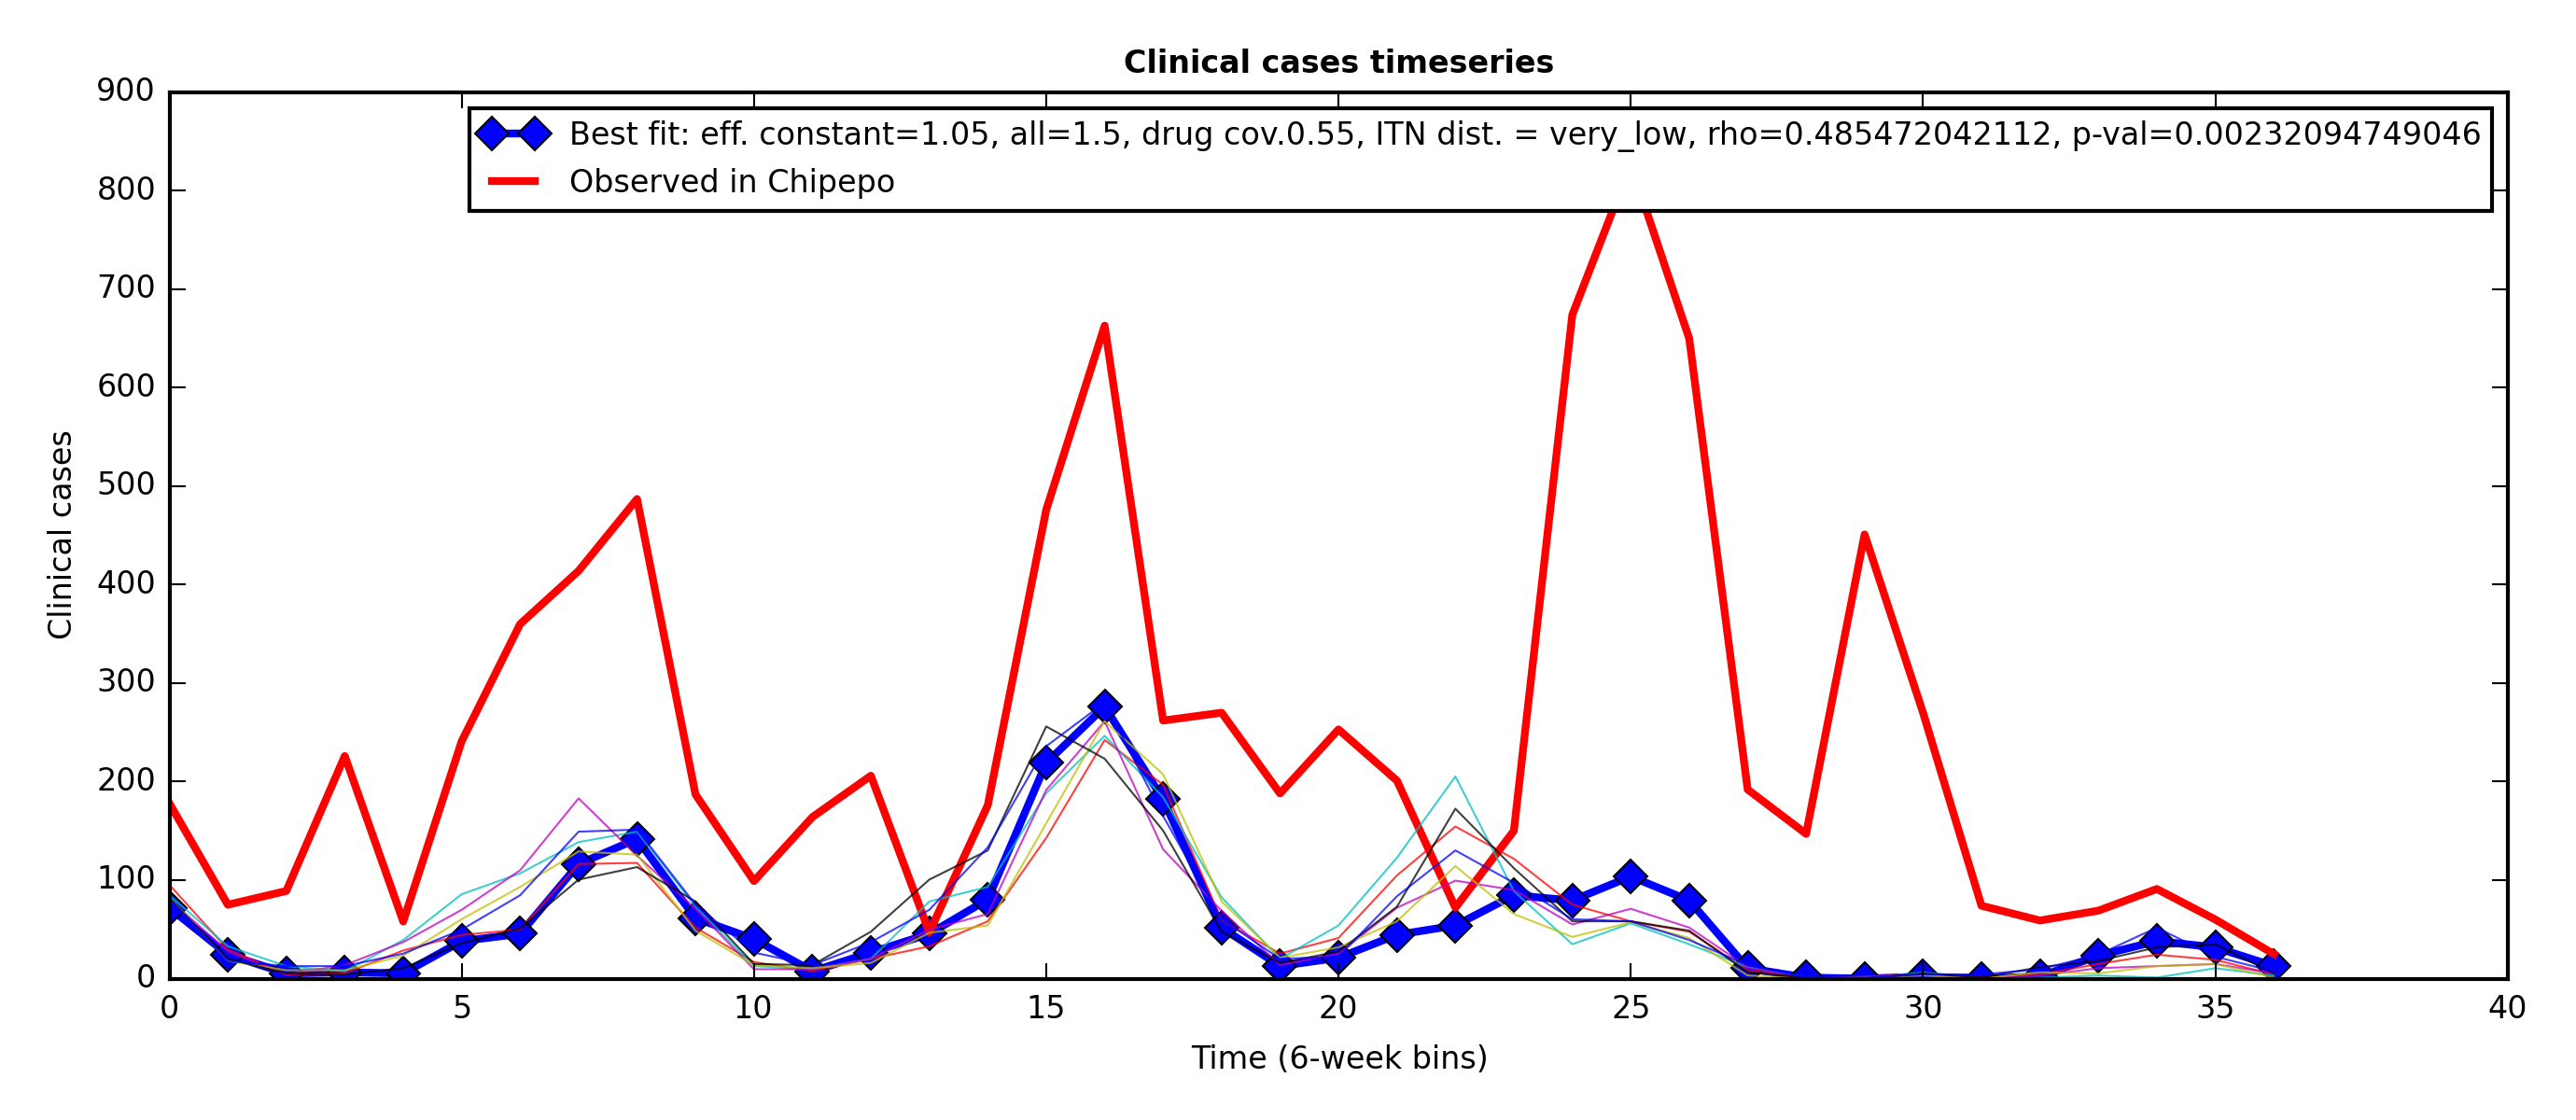 Clinical cases timeseries
900
800
700
600
500
400
300
200
100
0
Clinical cases
Best fit: eff. constant=1.05, all=1.5, drug cov.0.55, ITN dist. = very_low, rho=0.485472042112, p-val=0.00232094749046
Observed in Chipepo
0 5 10 15 20 25 30 35 40
Time (6-week bins)